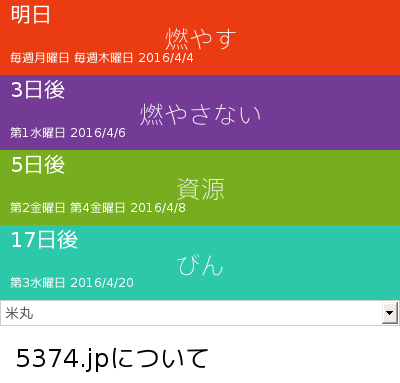 明日
燃やす
毎週月曜日 毎週木曜日 2016/4/4
3日後
燃やさない
第1水曜日 2016/4/6
5日後
資源
第2金曜日 第4金曜日 2016/4/8
17日後
びん
第3水曜日 2016/4/20
米丸
5374.jpについて